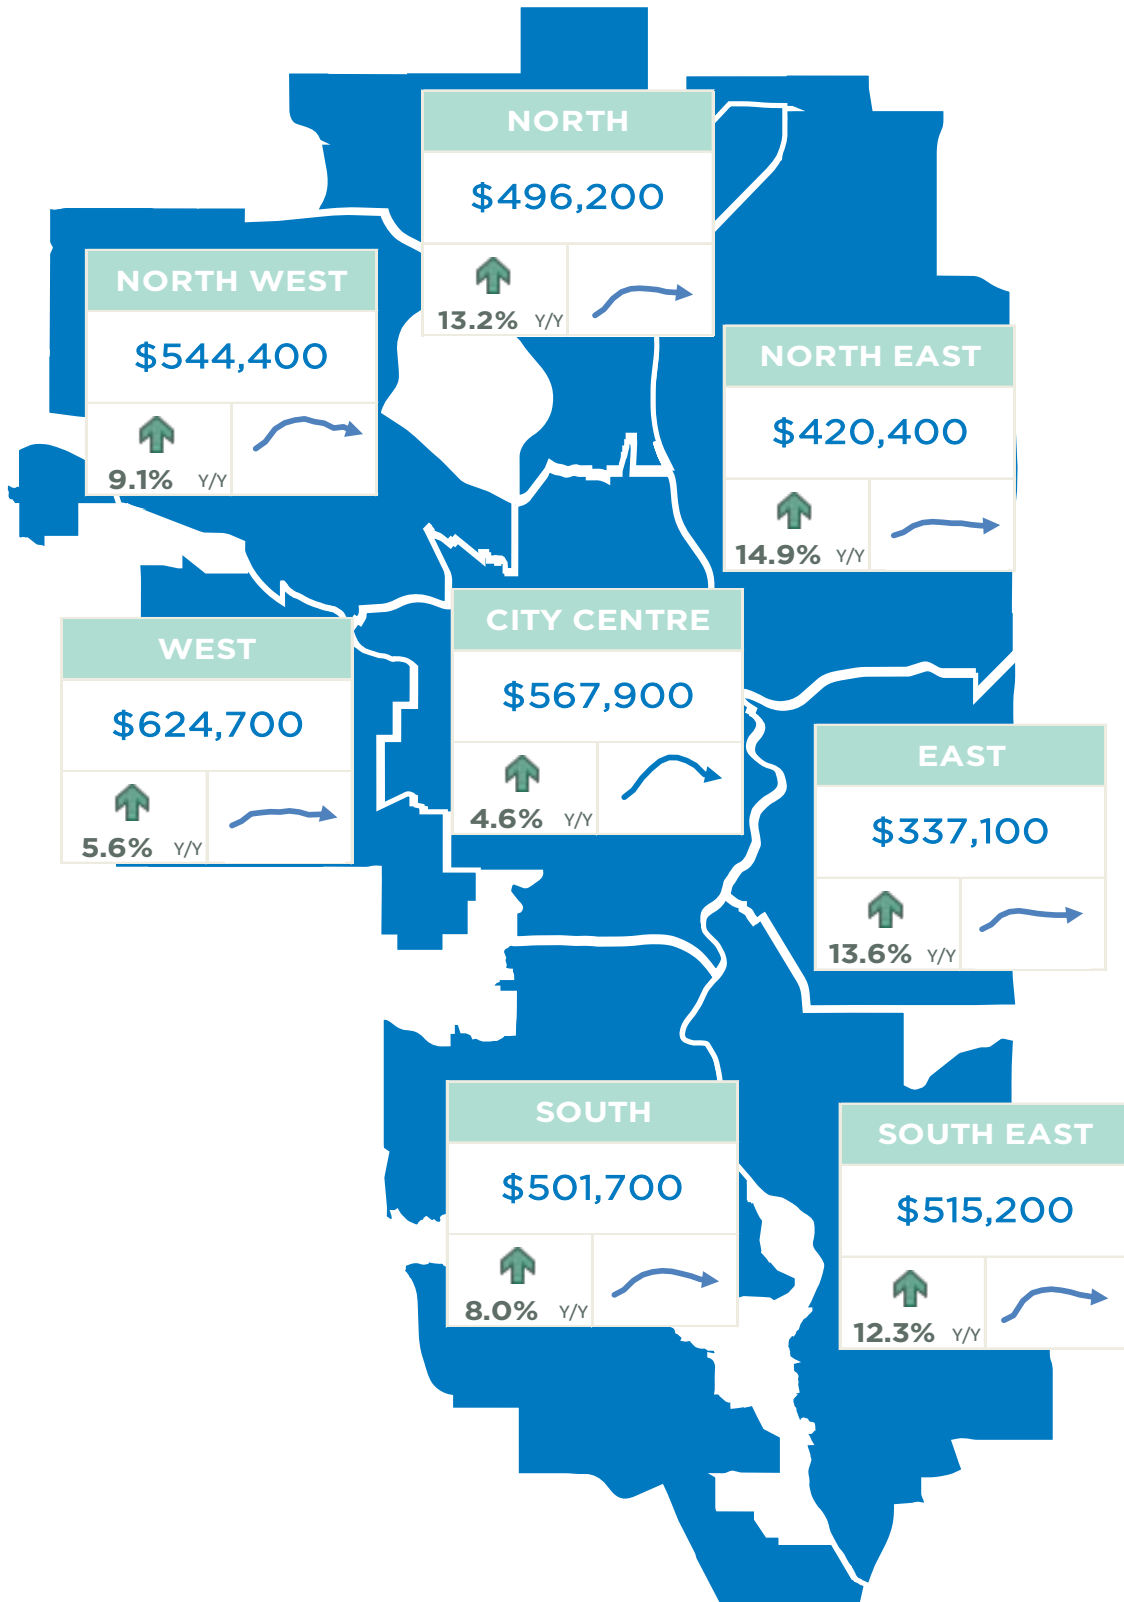 NORTH
$496,200
13.2% Y/Y
NORTH WEST
$544,400
9.1% Y/Y
NORTH EAST
$420,400
14.9% Y/Y
CITY CENTRE
$567,900
4.6% Y/Y
WEST
$624,700
5.6% Y/Y
EAST
$337,100
13.6% Y/Y
SOUTH
$501,700
8.0% Y/Y
SOUTH EAST
$515,200
12.3% Y/Y